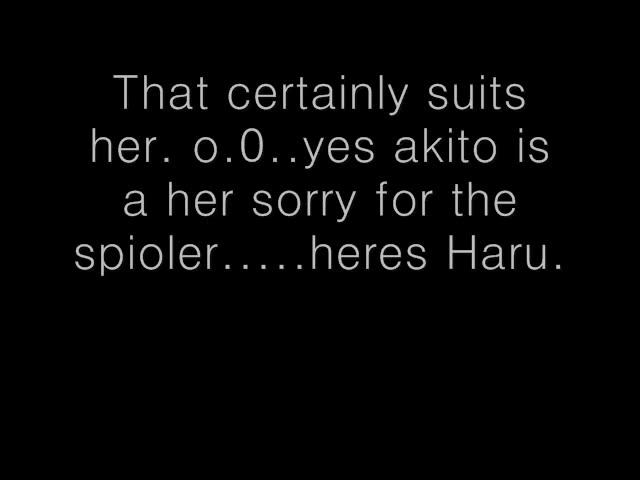 That certainly suits
her. o.0..yes akito is
a her sorry for the
spioler.....heres Haru.